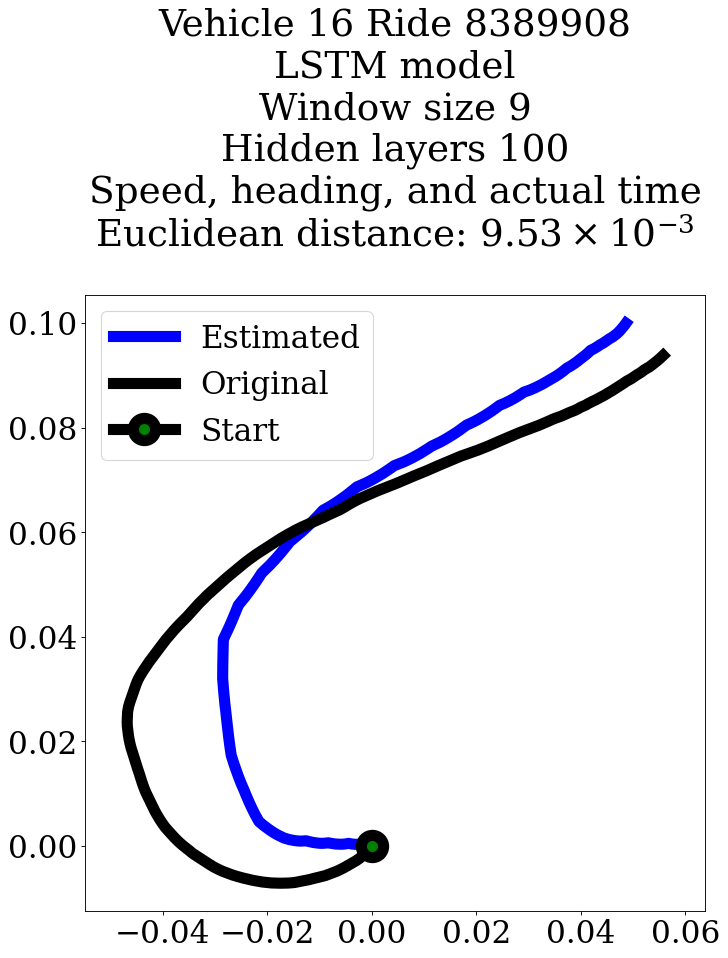 Vehicle 16 Ride 8389908
LSTM model
Window size 9
Hidden layers 100
Speed, heading, and actual time
Euclidean distance: 9.53 × 10⁻³
Estimated
Original
Start
0.10
0.08
0.06
0.04
0.02
0.00
−0.04 −0.02 0.00 0.02 0.04 0.06